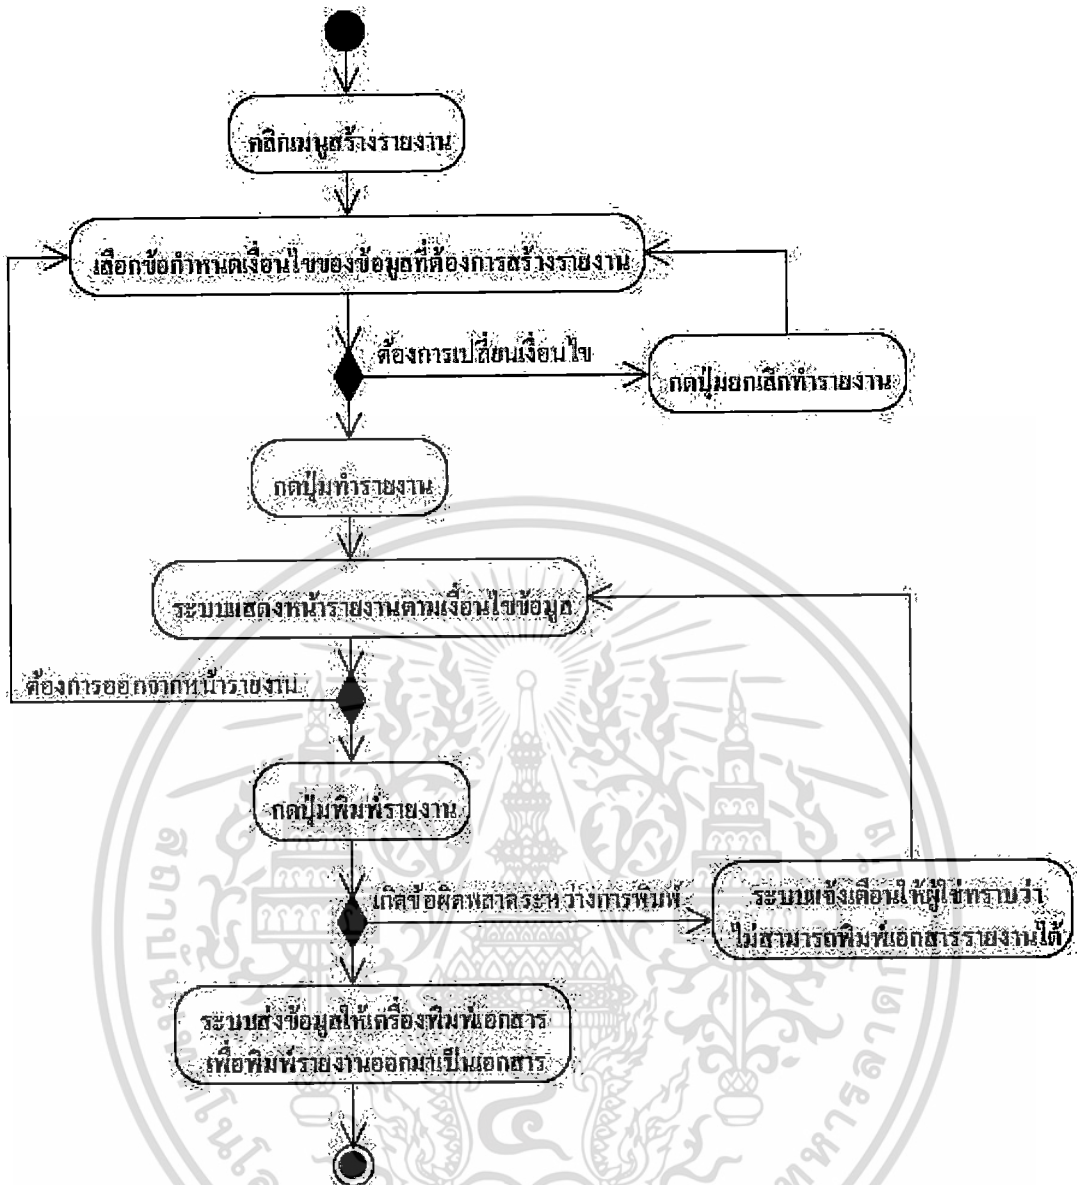 คลิกเมนูสร้างรายงาน
เลือกข้อกำหนดเงื่อนไขของข้อมูลที่ต้องการสร้างรายงาน
ต้องการเปลี่ยนเงื่อนไข
กดปุ่มยกเลิกทำรายงาน
กดปุ่มทำรายงาน
ระบบแสดงหน้ารายงานตามเงื่อนไขข้อมูล
ต้องการออกจากหน้ารายงาน
กดปุ่มพิมพ์รายงาน
เกิดข้อผิดพลาดระหว่างการพิมพ์
ระบบแจ้งเตือนให้ผู้ใช้ทราบว่า
ไม่สามารถพิมพ์เอกสารรายงานได้
ระบบส่งข้อมูลให้เครื่องพิมพ์เอกสาร
เพื่อพิมพ์รายงานออกมาเป็นเอกสาร